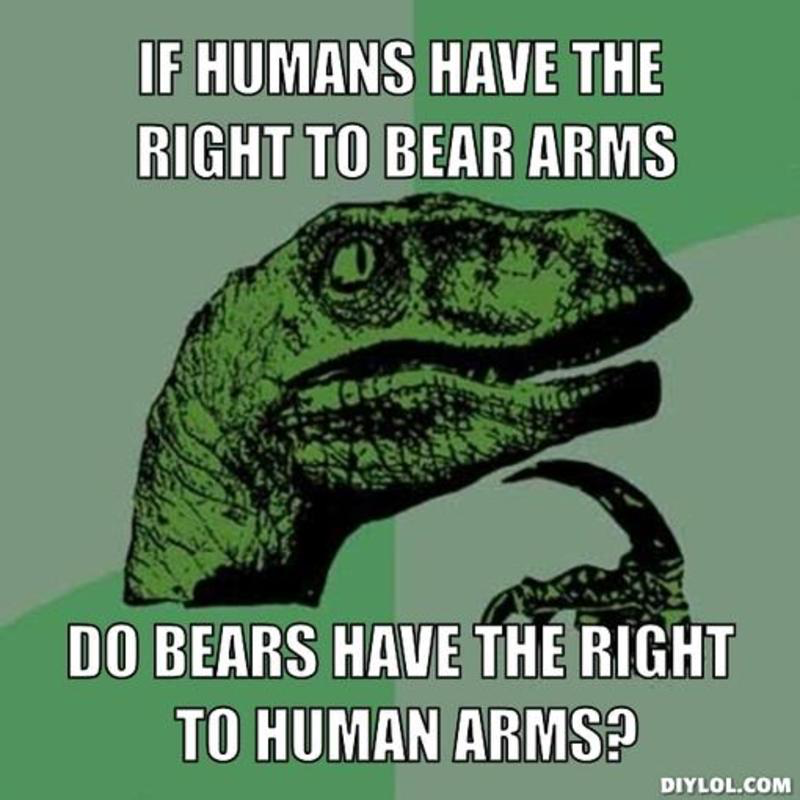 IF HUMANS HAVE THE
RIGHT TO BEAR ARMS
DO BEARS HAVE THE RIGHT
TO HUMAN ARMS?
DIYLOL.COM